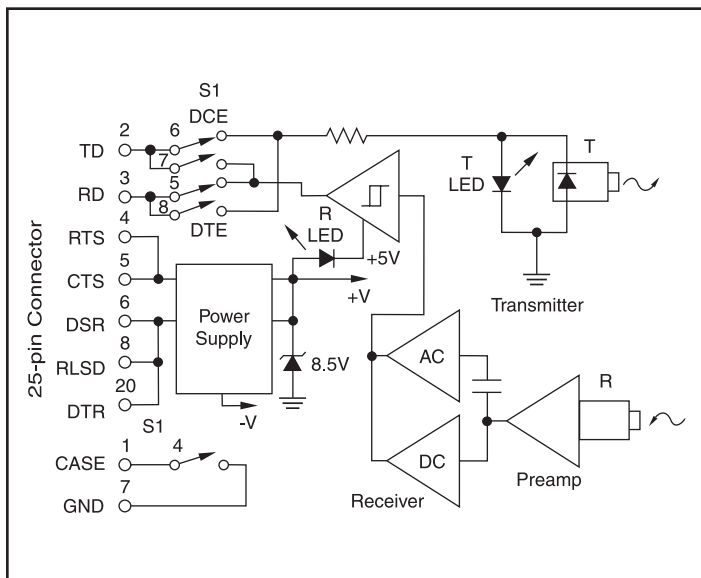 S1
DCE
2
TD
6
7
3
RD
5
8
DTE
4
RTS
5
CTS
6
DSR
8
RLSD
20
DTR
S1
1
CASE
4
7
GND
25-pin Connector
Power
Supply
-V
+V
8.5V
R
LED
+5V
T
LED
T
Transmitter
AC
DC
Receiver
R
Preamp